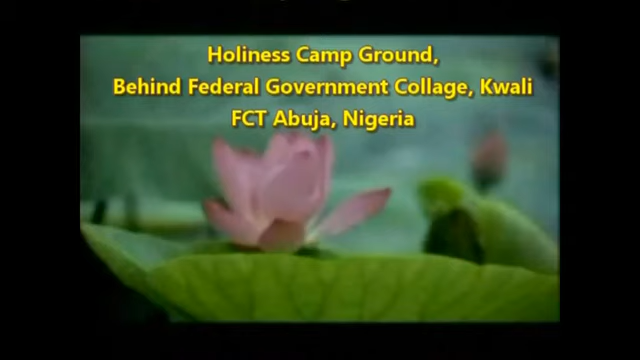 Holiness Camp Ground,
Behind Federal Government Collage, Kwali
FCT Abuja, Nigeria